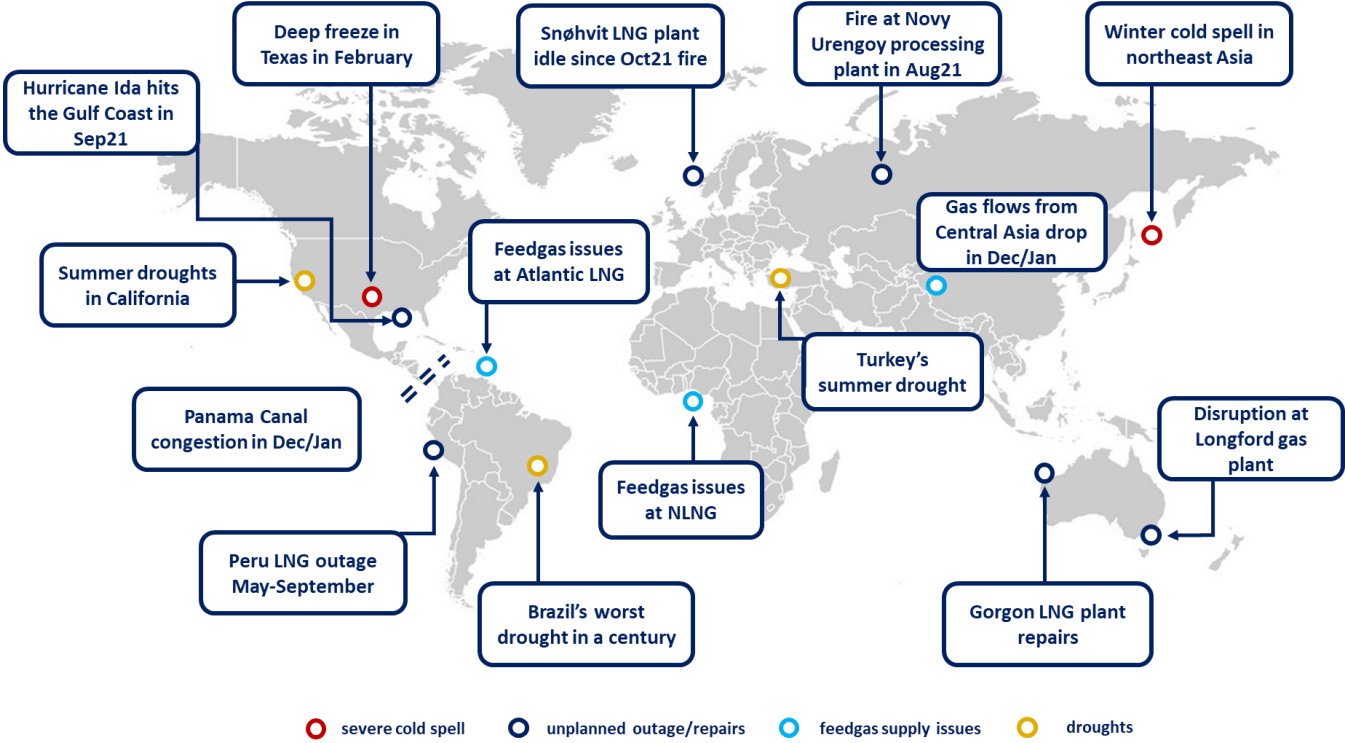 Deep freeze in
Texas in February
Snøhvit LNG plant
idle since Oct21 fire
Fire at Novy
Urengoy processing
plant in Aug21
Winter cold spell in
northeast Asia
Hurricane Ida hits
the Gulf Coast in
Sep21
Gas flows from
Central Asia drop
in Dec/Jan
Feedgas issues
at Atlantic LNG
Summer droughts
in California
Turkey's
summer drought
Panama Canal
congestion in Dec/Jan
Disruption at
Longford gas
plant
Feedgas issues
at NLNG
Peru LNG outage
May-September
Brazil's worst
drought in a century
Gorgon LNG plant
repairs
severe cold spell
unplanned outage/repairs
feedgas supply issues
droughts